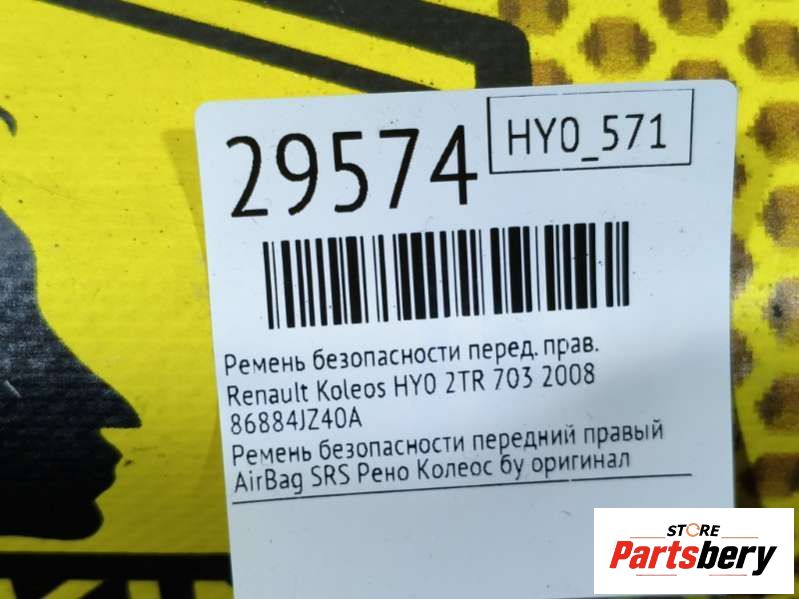 29574
HY0_571
Ремень безопасности перед. прав.
Renault Koleos HY0 2TR 703 2008
86884JZ40A
Ремень безопасности передний правый
AirBag SRS Рено Колеос бу оригинал
STORE
Partsbery